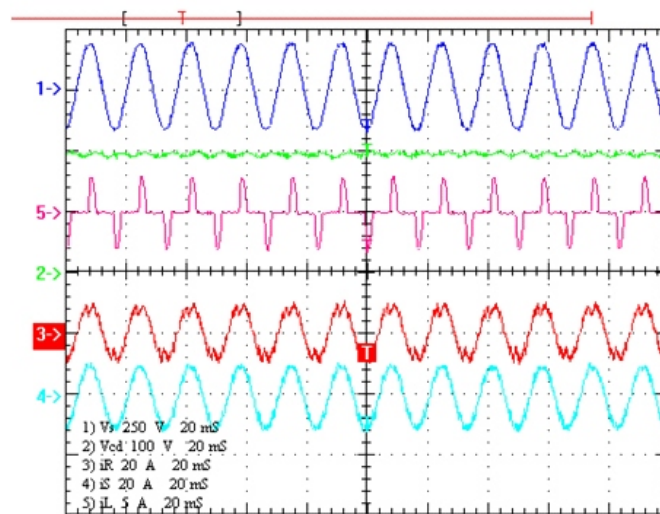 [ T ]
1->
5->
2->
3->
T
4->
1) Vs 250 V 20 mS
2) Vcd 100 V 20 mS
3) iR 20 A 20 mS
4) iS 20 A 20 mS
5) iL 5 A 20 mS